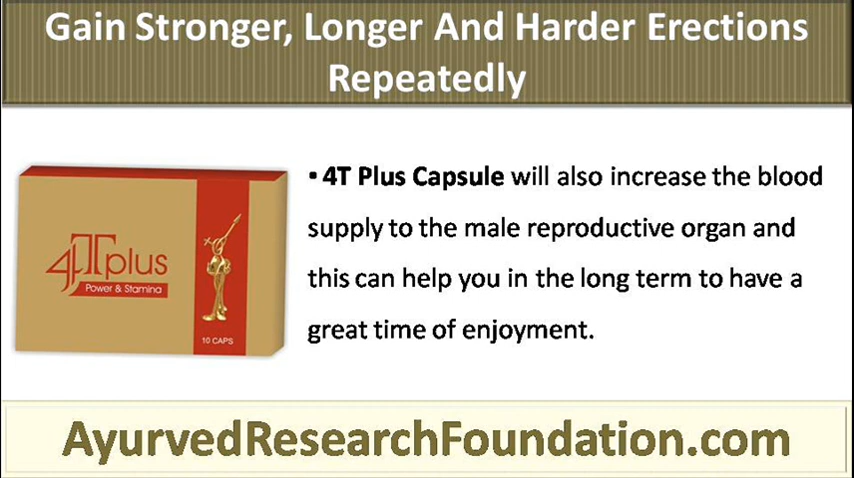 Gain Stronger, Longer And Harder Erections
Repeatedly
• 4T Plus Capsule will also increase the blood
supply to the male reproductive organ and
this can help you in the long term to have a
great time of enjoyment.
4Tplus
Power & Stamina
10 CAPS
AyurvedResearchFoundation.com